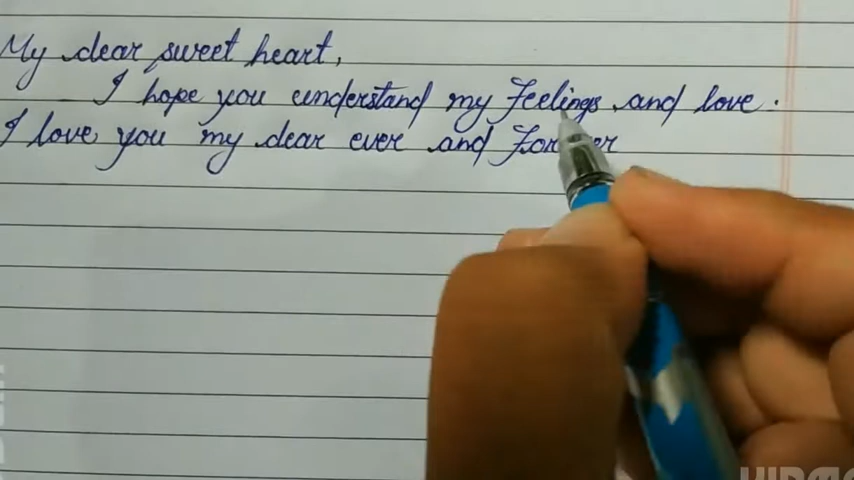 My dear sweet heart,
I hope you understand my feelings and love.
I love you my dear ever and